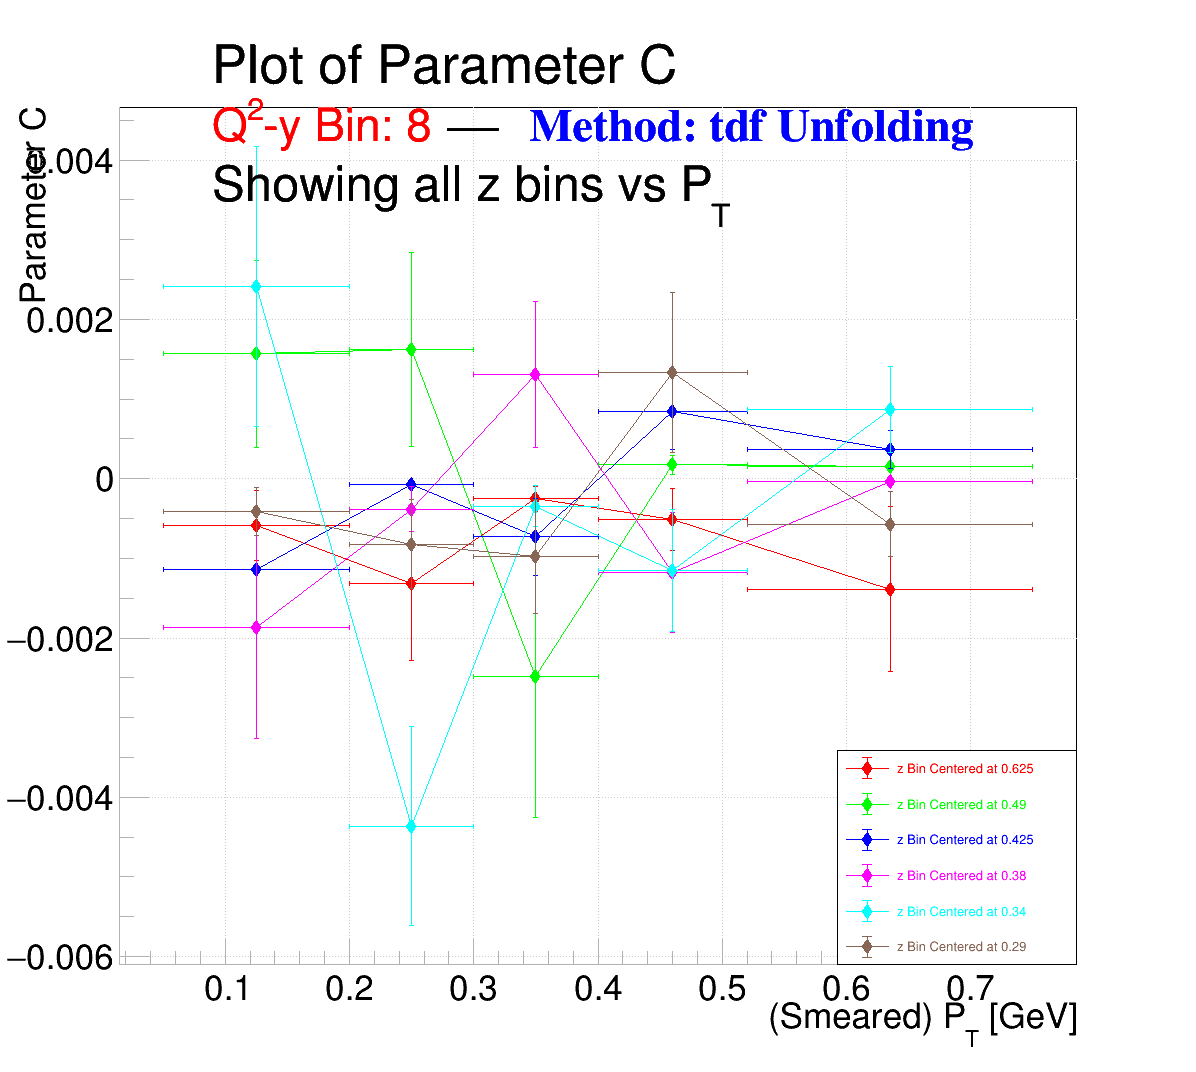 Plot of Parameter C
Q²-y Bin: 8 — Method: tdf Unfolding
Showing all z bins vs P_T
Parameter C
0.004
0.002
0
−0.002
−0.004
−0.006
z Bin Centered at 0.625
z Bin Centered at 0.49
z Bin Centered at 0.425
z Bin Centered at 0.38
z Bin Centered at 0.34
z Bin Centered at 0.29
0.1 0.2 0.3 0.4 0.5 0.6 0.7
(Smeared) P_T [GeV]